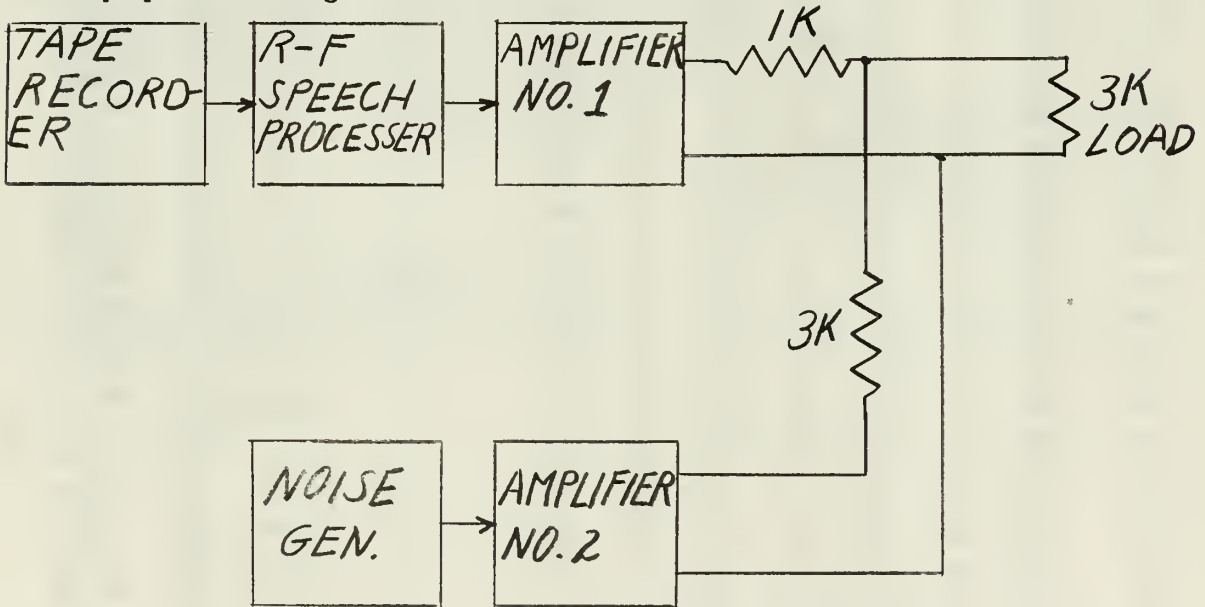 TAPE
RECORD-
ER
R-F
SPEECH
PROCESSER
AMPLIFIER
NO. 1
1K
3K
LOAD
3K
NOISE
GEN.
AMPLIFIER
NO. 2